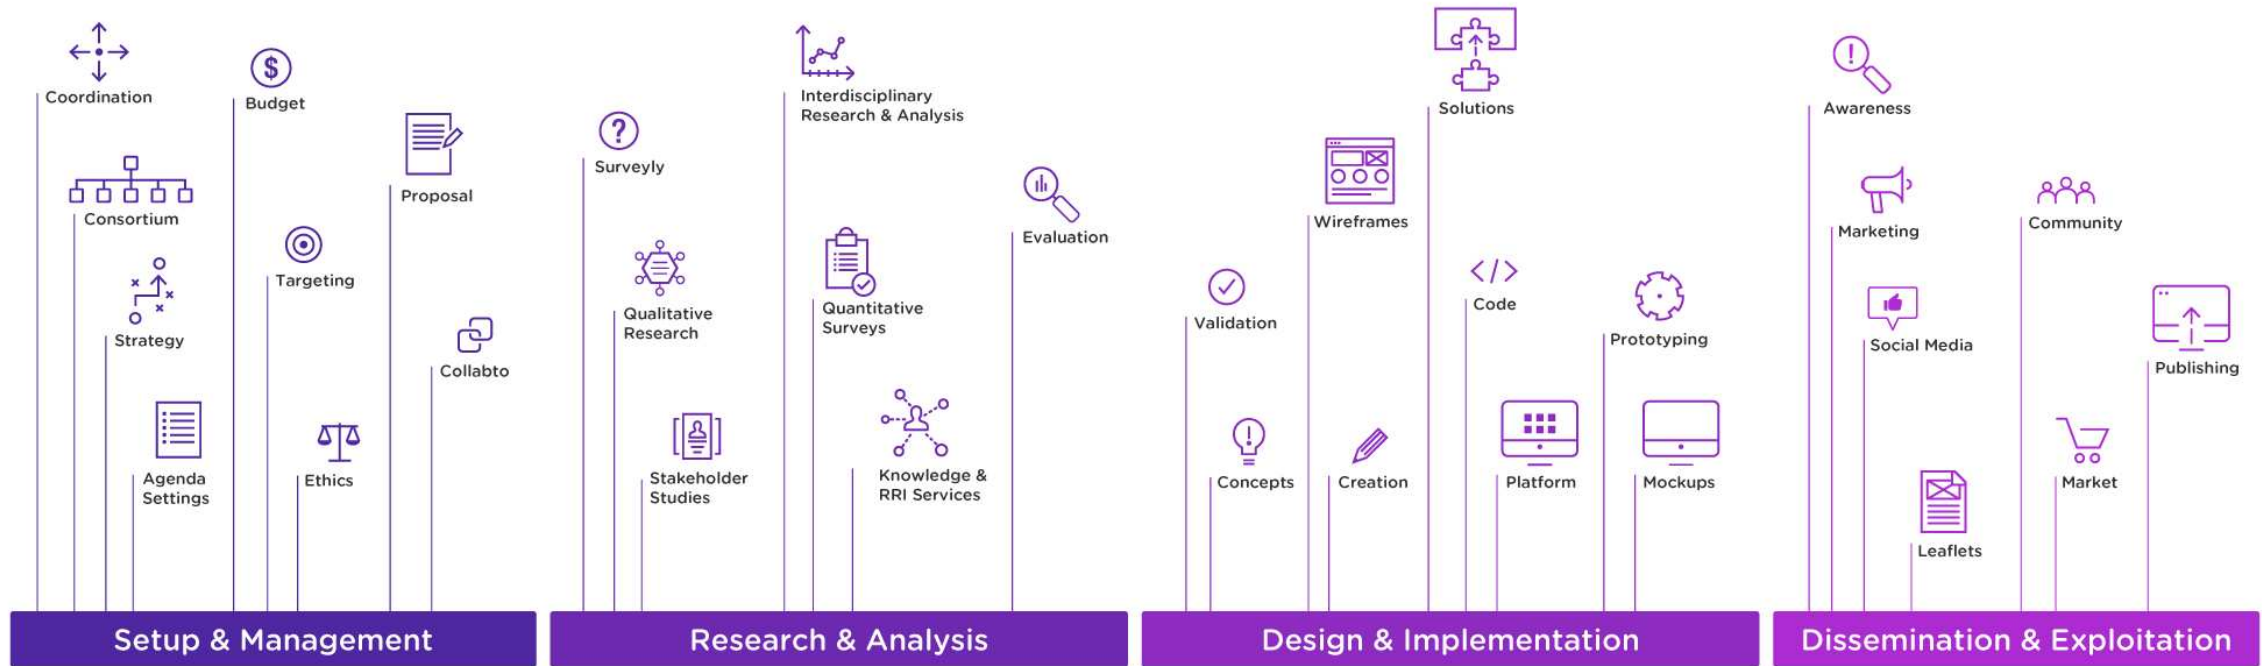 Coordination
Budget
Proposal
Consortium
Targeting
Strategy
Collabto
Agenda
Settings
Ethics
Setup & Management
Interdisciplinary
Research & Analysis
Surveyly
Evaluation
Qualitative
Research
Quantitative
Surveys
Stakeholder
Studies
Knowledge &
RRI Services
Research & Analysis
Solutions
Wireframes
Validation
Code
Prototyping
Concepts
Creation
Platform
Mockups
Design & Implementation
Awareness
Marketing
Community
Social Media
Publishing
Market
Leaflets
Dissemination & Exploitation